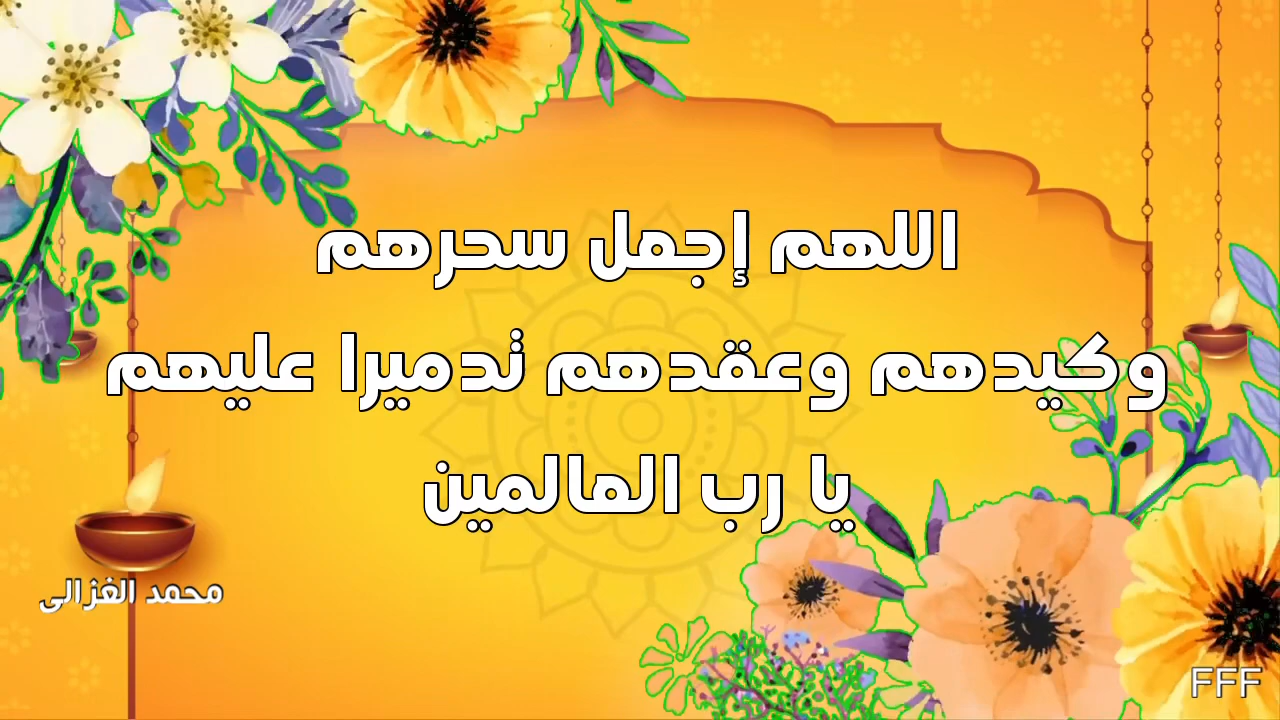 اللهم إجعل سحرهم
وكيدهم وعقدهم تدميرا عليهم
يا رب العالمين
محمد الغزالى
FFF